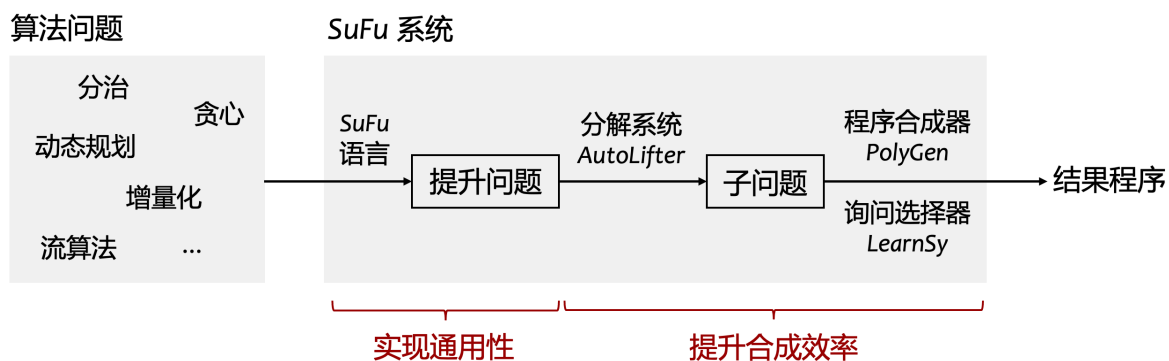 算法问题
分治
贪心
动态规划
增量化
流算法
...
SuFu 系统
SuFu
语言
提升问题
分解系统
AutoLifter
子问题
程序合成器
PolyGen
询问选择器
LearnSy
结果程序
实现通用性
提升合成效率